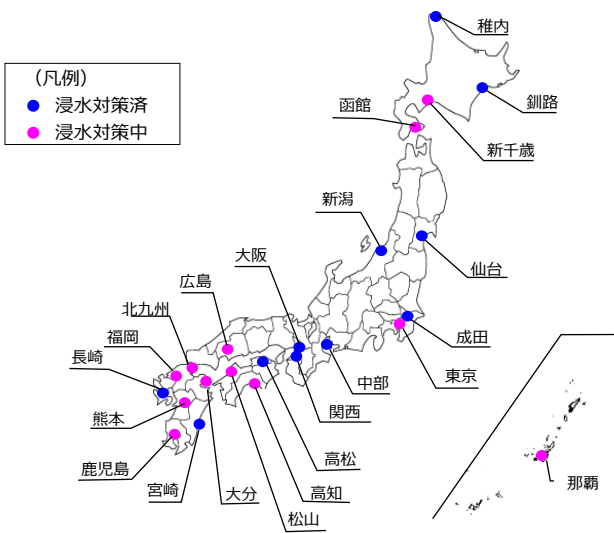 稚内
(凡例)
浸水対策済
浸水対策中
釧路
函館
新千歳
新潟
大阪
仙台
広島
北九州
福岡
成田
長崎
東京
中部
関西
熊本
高松
鹿児島
宮崎
大分
高知
松山
那覇